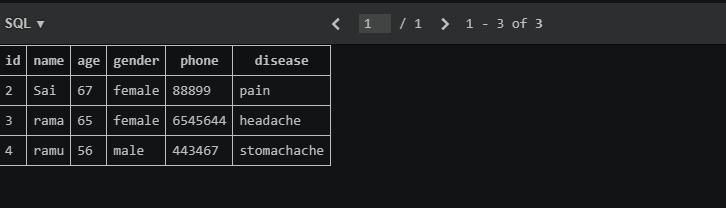 SQL ▼ < 1 / 1 > 1 - 3 of 3
id name age gender phone disease
2 Sai 67 female 88899 pain
3 rama 65 female 6545644 headache
4 ramu 56 male 443467 stomachache